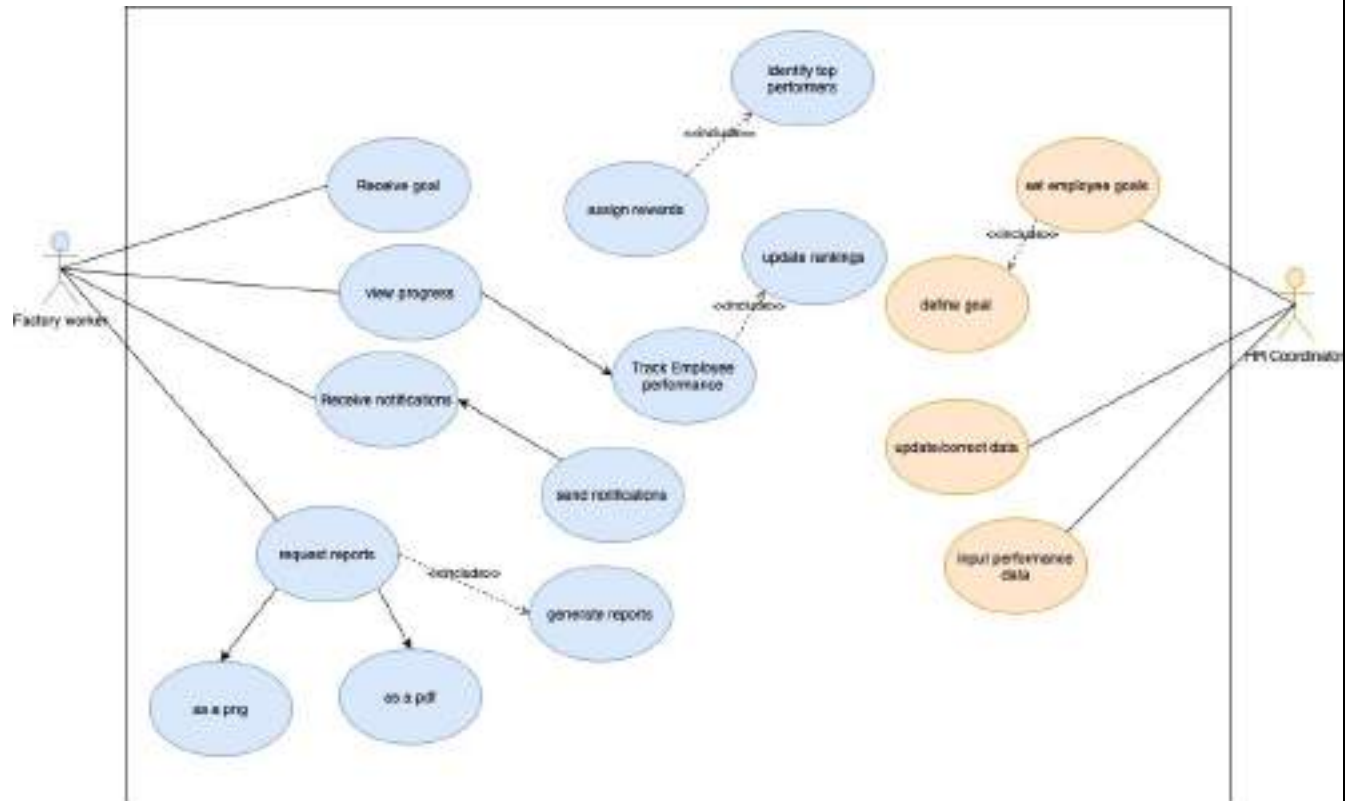 identify top
performers
<<include>>
Receive goal
assign rewards
set employee goals
<<include>>
update rankings
view progress
<<include>>
define goal
Factory worker
HR Coordinator
Track Employee
performance
Receive notifications
update/correct data
send notifications
request reports
<<include>>
input performance
data
generate reports
as a png
as a pdf